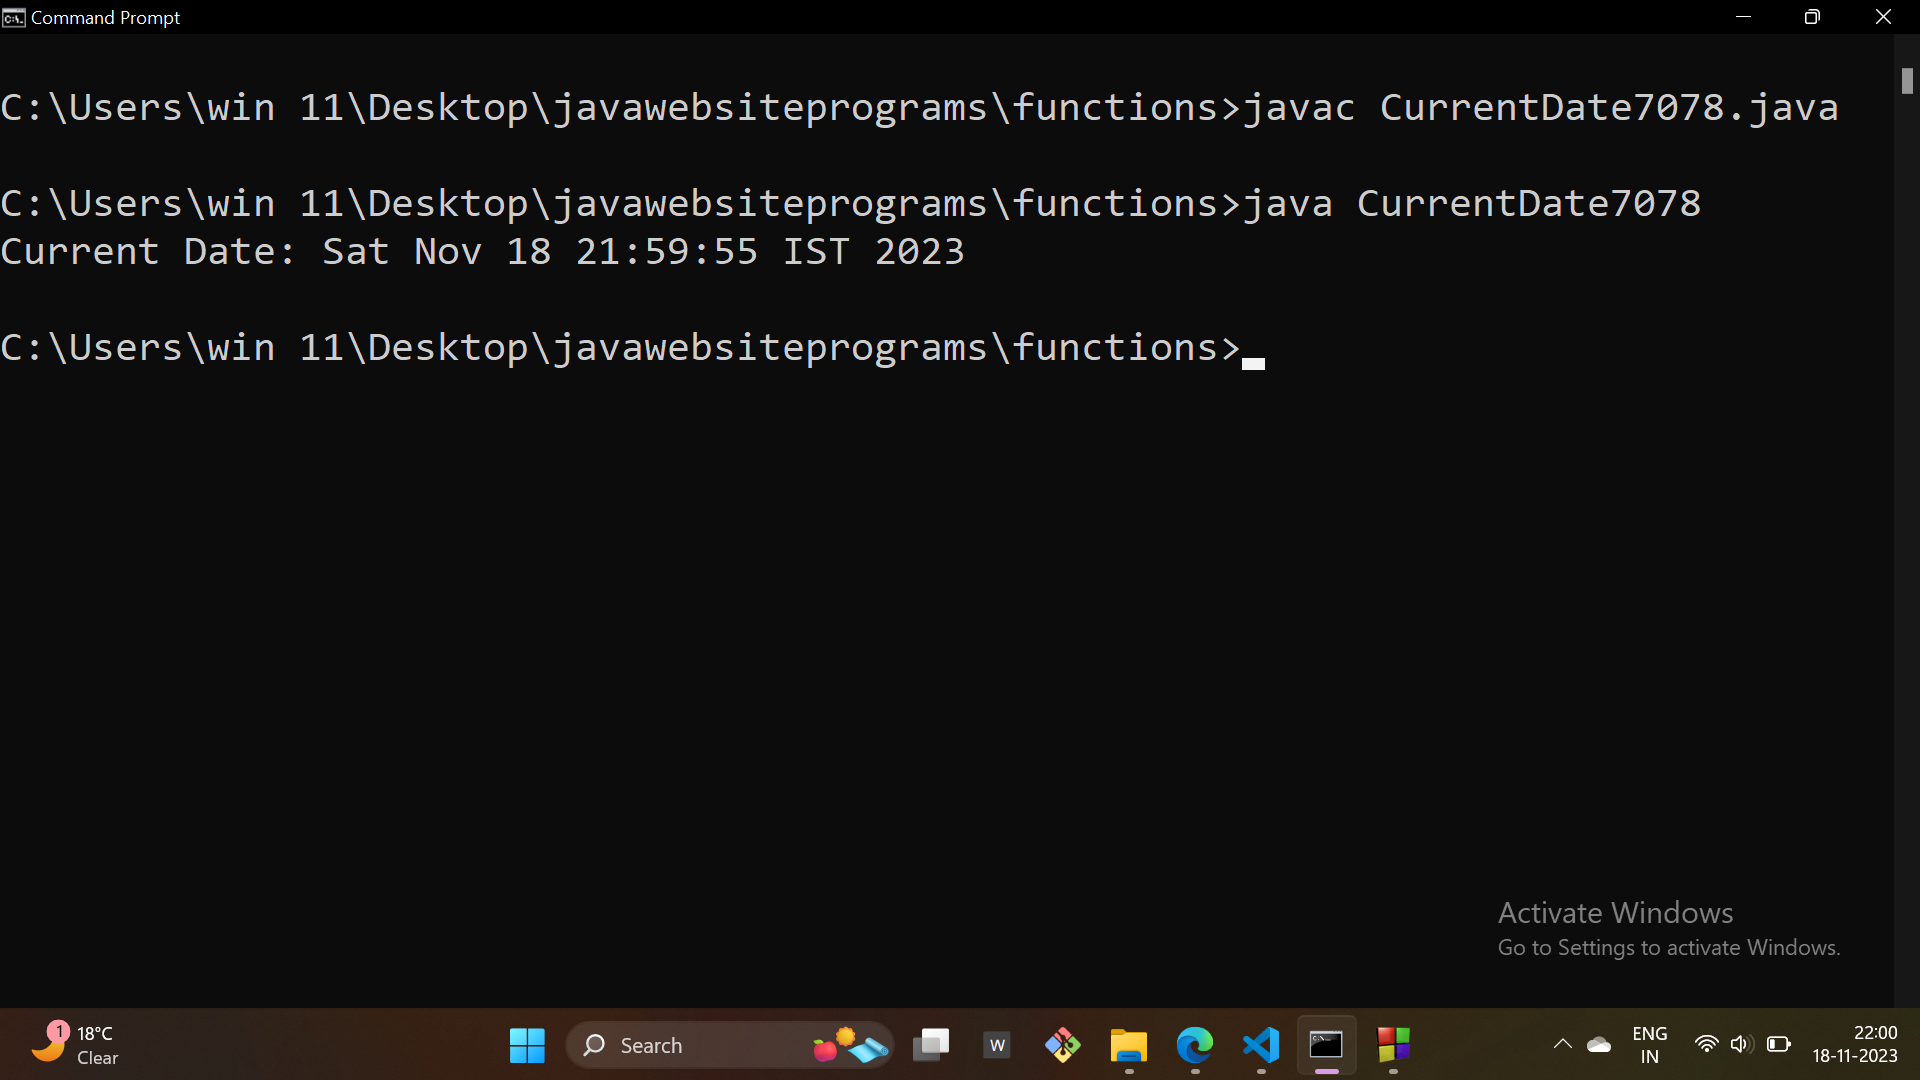 Command Prompt
C:\Users\win 11\Desktop\javawebsiteprograms\functions>javac CurrentDate7078.java
C:\Users\win 11\Desktop\javawebsiteprograms\functions>java CurrentDate7078
Current Date: Sat Nov 18 21:59:55 IST 2023
C:\Users\win 11\Desktop\javawebsiteprograms\functions>
Activate Windows
Go to Settings to activate Windows.
1
18°C
Clear
Search
W
ENG
IN
22:00
18-11-2023